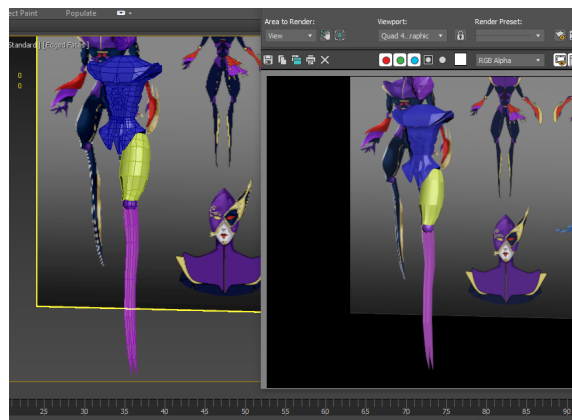 ect Paint Populate
Standard ] [Edged Faces ]
0
0
Area to Render: Viewport: Render Preset:
View Quad 4...raphic
RGB Alpha
25 30 35 40 45 50 55 60 65 70 75 80 85 90